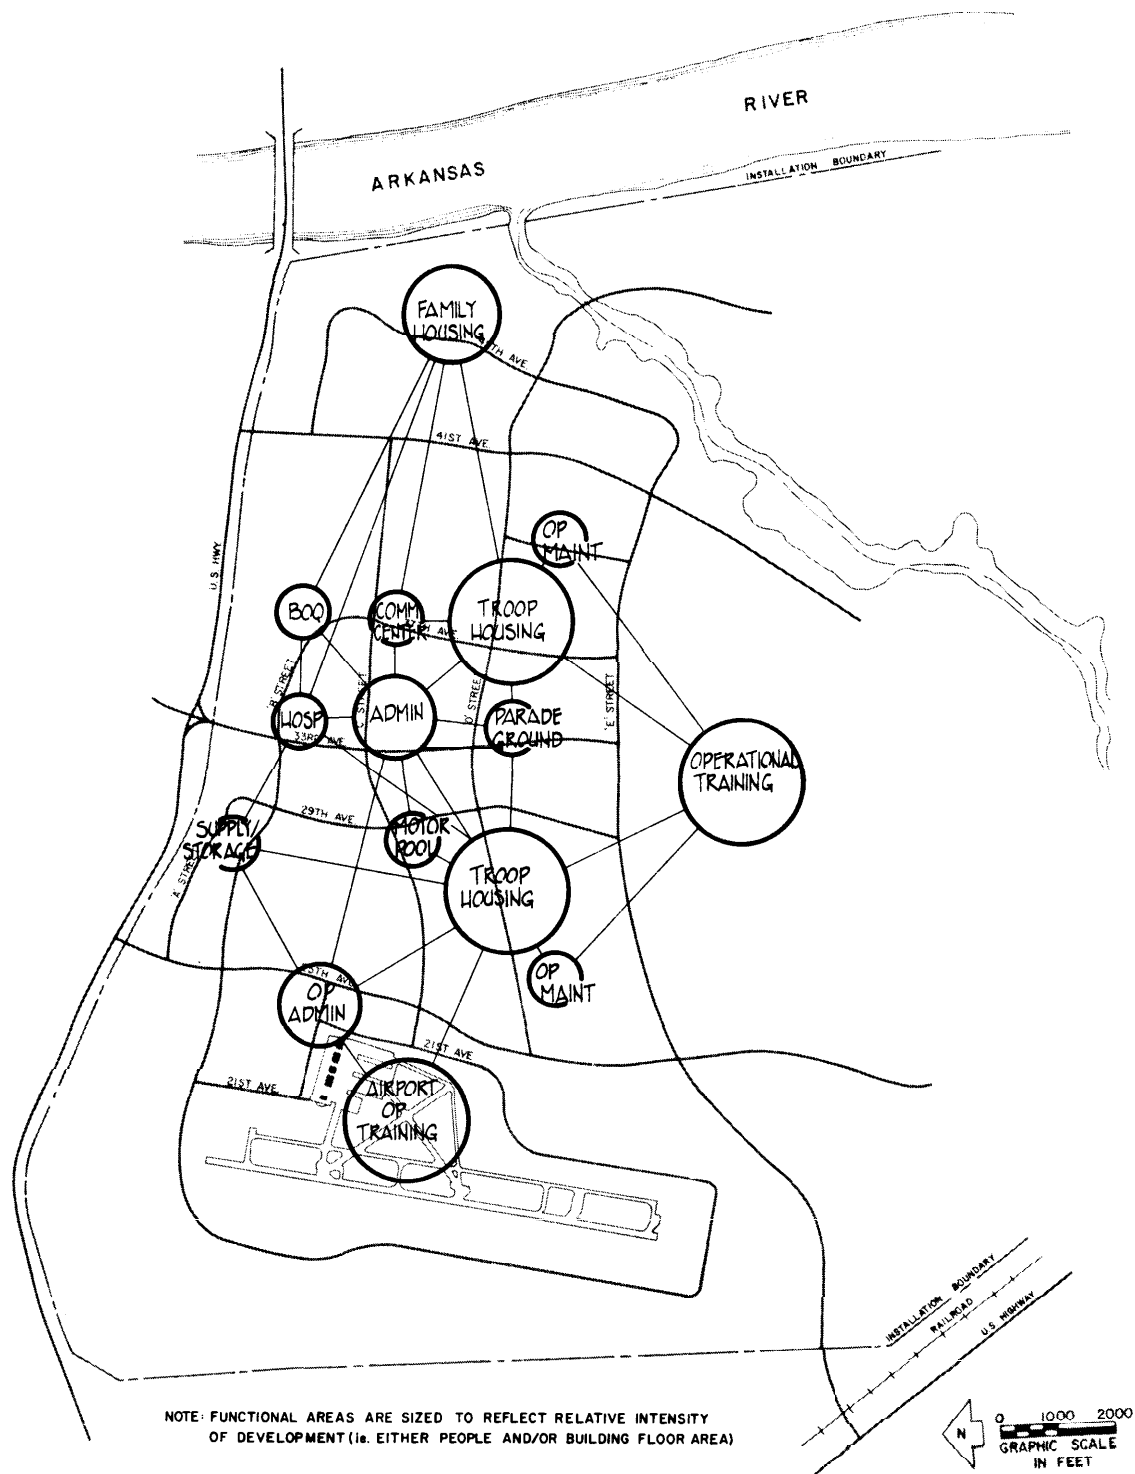 RIVER
ARKANSAS
INSTALLATION BOUNDARY
FAMILY
HOUSING
TH AVE.
41ST AVE.
U.S. HWY
OP
MAINT
BOQ
COMM
CENTER
TH AVE.
TROOP
HOUSING
'B' STREET
'C' STREET
'D' STREET
'E' STREET
HOSP
ADMIN
PARADE
GROUND
33RD AVE.
OPERATIONAL
TRAINING
29TH AVE.
SUPPLY/
STORAGE
'A' STREET
MOTOR
POOL
TROOP
HOUSING
25TH AVE.
OP
ADMIN
OP
MAINT
21ST AVE.
21ST AVE.
AIRPORT
OP
TRAINING
INSTALLATION BOUNDARY
RAILROAD
U.S. HIGHWAY
NOTE: FUNCTIONAL AREAS ARE SIZED TO REFLECT RELATIVE INTENSITY
OF DEVELOPMENT (ie. EITHER PEOPLE AND/OR BUILDING FLOOR AREA)
N
0 1000 2000
GRAPHIC SCALE
IN FEET